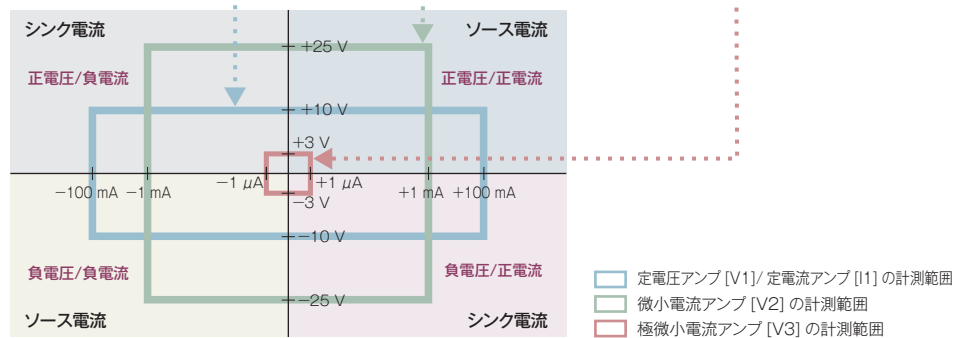 シンク電流
ソース電流
+25 V
正電圧/負電流
正電圧/正電流
+10 V
+3 V
−100 mA
−1 mA
−1 μA
+1 μA
+1 mA
+100 mA
−3 V
−10 V
負電圧/負電流
負電圧/正電流
−25 V
ソース電流
シンク電流
定電圧アンプ [V1]/ 定電流アンプ [I1] の計測範囲
微小電流アンプ [V2] の計測範囲
極微小電流アンプ [V3] の計測範囲